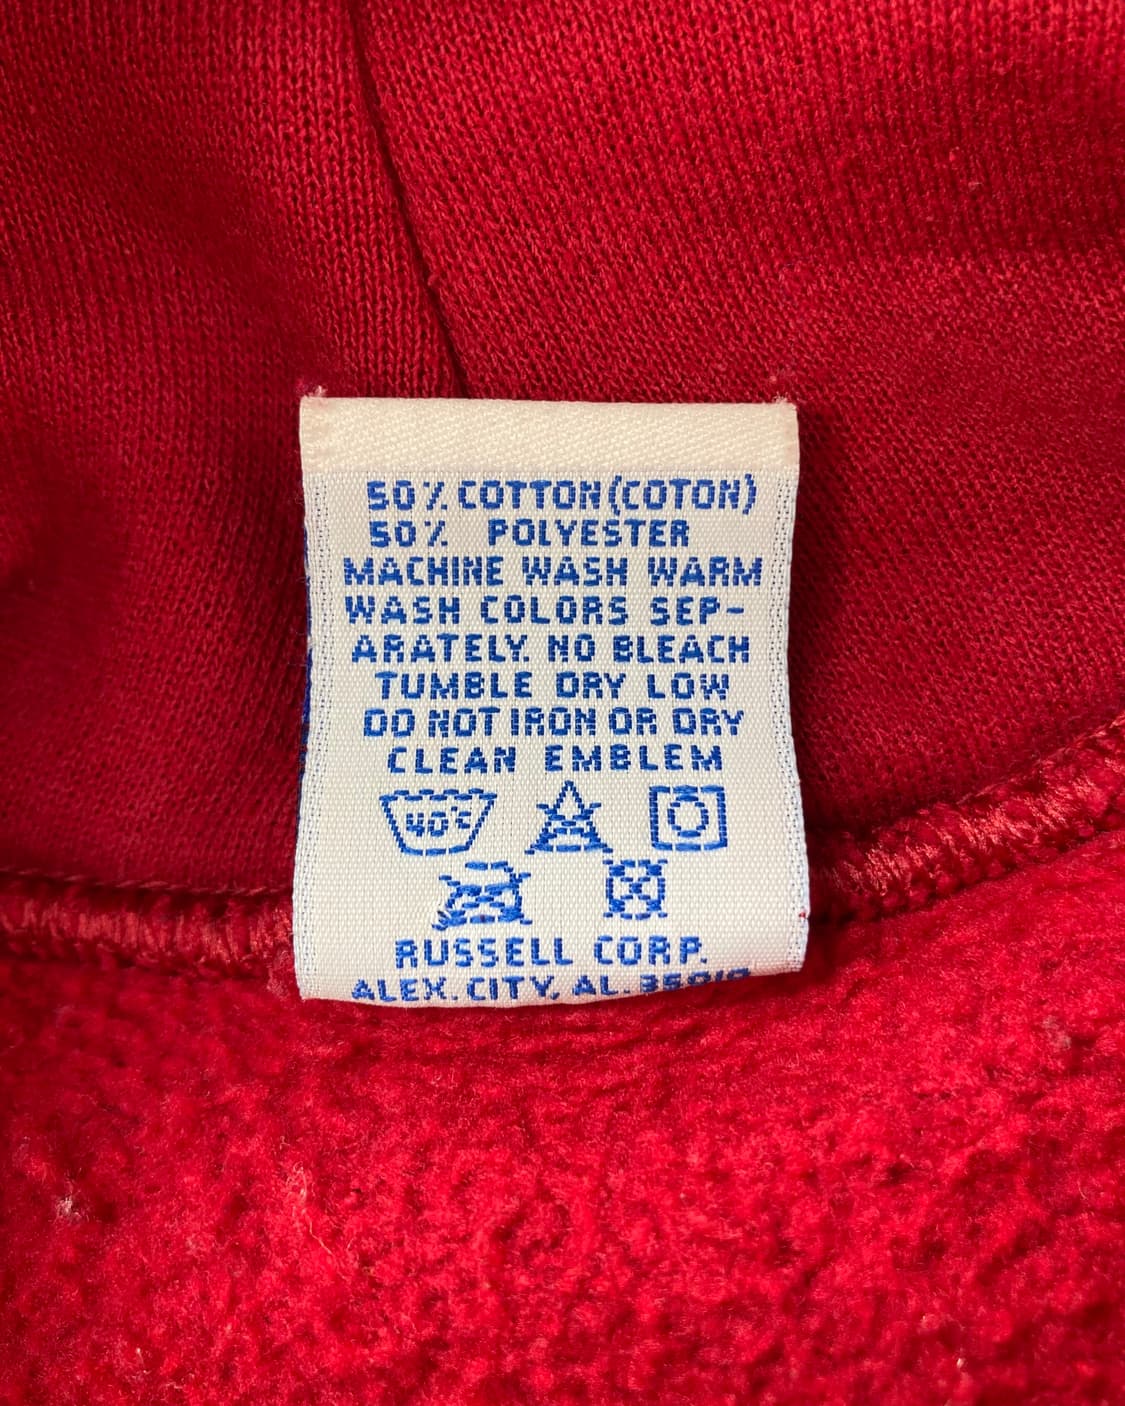 50% COTTON (COTON)
50% POLYESTER
MACHINE WASH WARM
WASH COLORS SEP-
ARATELY. NO BLEACH
TUMBLE DRY LOW
DO NOT IRON OR DRY
CLEAN EMBLEM
40°C
RUSSELL CORP.
ALEX. CITY, AL.